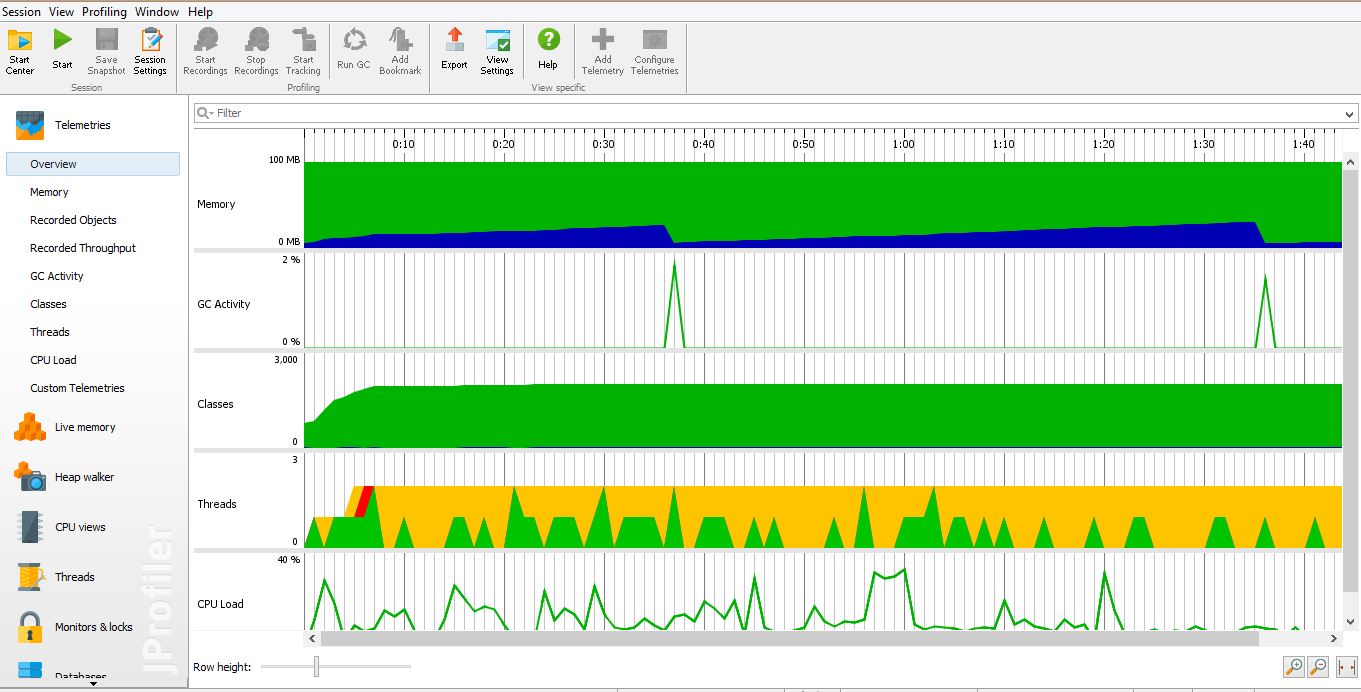 Session View Profiling Window Help
Start Center
Start
Save Snapshot
Session Settings
Start Recordings
Stop Recordings
Start Tracking
Run GC
Add Bookmark
Export
View Settings
Help
Add Telemetry
Configure Telemetries
Session
Profiling
View specific
Telemetries
Overview
Memory
Recorded Objects
Recorded Throughput
GC Activity
Classes
Threads
CPU Load
Custom Telemetries
Live memory
Heap walker
CPU views
Threads
Monitors & locks
Databases
JProfiler
Filter
0:10 0:20 0:30 0:40 0:50 1:00 1:10 1:20 1:30 1:40
100 MB
Memory
0 MB
2 %
GC Activity
0 %
3,000
Classes
0
3
Threads
0
40 %
CPU Load
Row height: